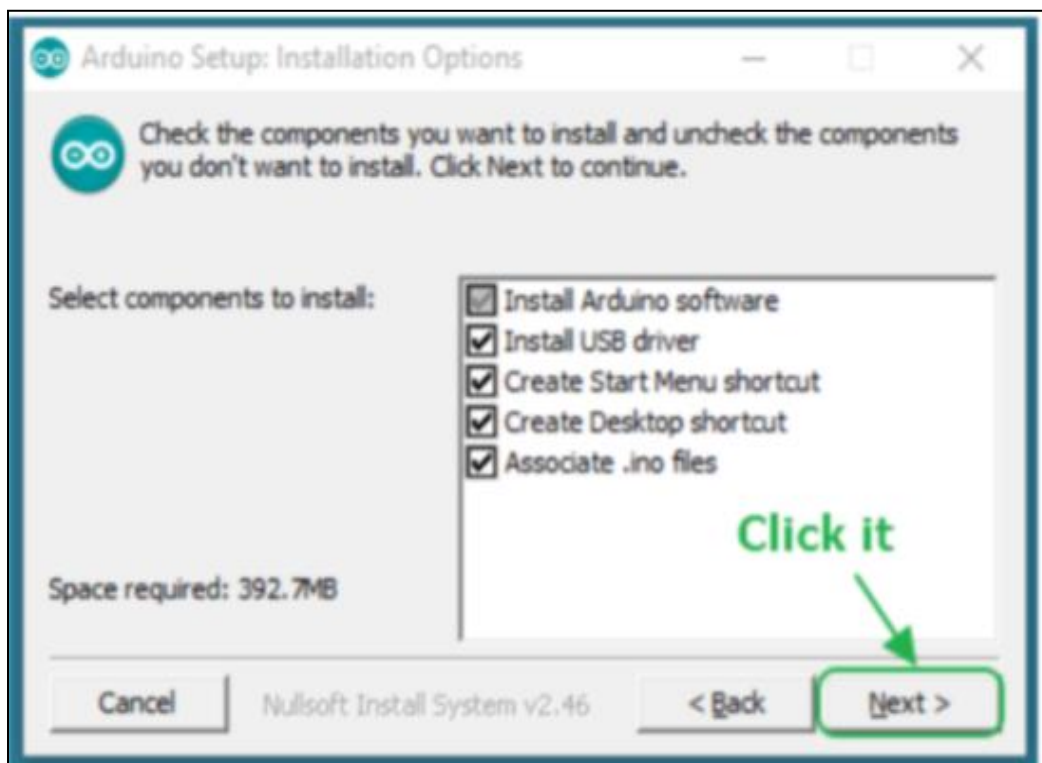 Arduino Setup: Installation Options
Check the components you want to install and uncheck the components
you don't want to install. Click Next to continue.
Select components to install:
Install Arduino software
Install USB driver
Create Start Menu shortcut
Create Desktop shortcut
Associate .ino files
Click it
Space required: 392.7MB
Cancel
Nullsoft Install System v2.46
< Back
Next >